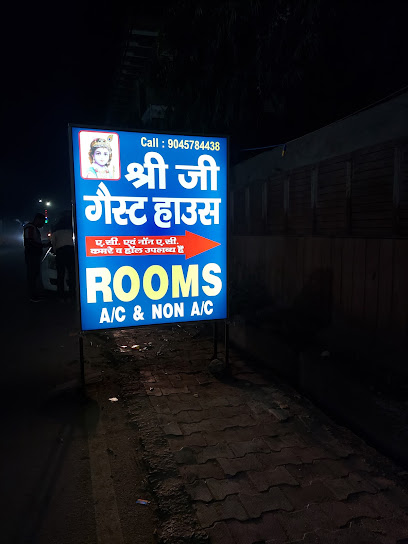 Call : 9045784438
श्री जी
गैस्ट हाउस
ए.सी. एवं नॉन ए.सी.
कमरे व हॉल उपलब्ध है
ROOMS
A/C & NON A/C